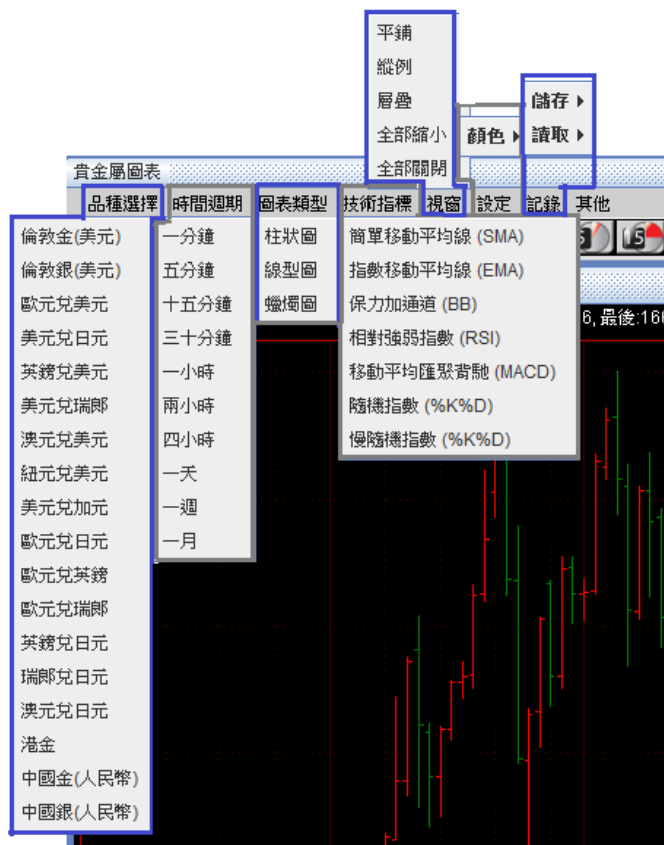 平鋪
縱例
層疊
全部縮小
全部關閉
顏色
儲存
讀取
貴金屬圖表
品種選擇 時間週期 圖表類型 技術指標 視窗 設定 記錄 其他
倫敦金(美元)
倫敦銀(美元)
歐元兌美元
美元兌日元
英鎊兌美元
美元兌瑞郎
澳元兌美元
紐元兌美元
美元兌加元
歐元兌日元
歐元兌英鎊
歐元兌瑞郎
英鎊兌日元
瑞郎兌日元
澳元兌日元
港金
中國金(人民幣)
中國銀(人民幣)
一分鐘
五分鐘
十五分鐘
三十分鐘
一小時
兩小時
四小時
一天
一週
一月
柱狀圖
線型圖
蠟燭圖
簡單移動平均線 (SMA)
指數移動平均線 (EMA)
保力加通道 (BB)
相對強弱指數 (RSI)
移動平均匯聚背馳 (MACD)
隨機指數 (%K%D)
慢隨機指數 (%K%D)
5
15
6, 最後:166